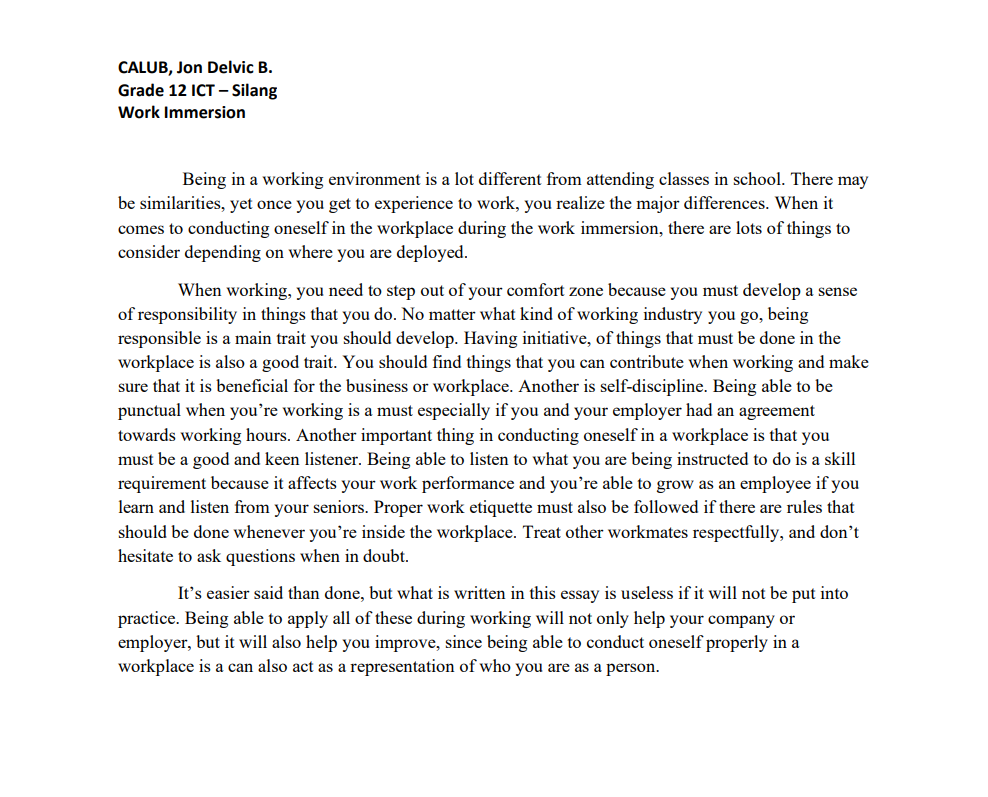 CALUB, Jon Delvic B.
Grade 12 ICT – Silang
Work Immersion
Being in a working environment is a lot different from attending classes in school. There may
be similarities, yet once you get to experience to work, you realize the major differences. When it
comes to conducting oneself in the workplace during the work immersion, there are lots of things to
consider depending on where you are deployed.
When working, you need to step out of your comfort zone because you must develop a sense
of responsibility in things that you do. No matter what kind of working industry you go, being
responsible is a main trait you should develop. Having initiative, of things that must be done in the
workplace is also a good trait. You should find things that you can contribute when working and make
sure that it is beneficial for the business or workplace. Another is self-discipline. Being able to be
punctual when you’re working is a must especially if you and your employer had an agreement
towards working hours. Another important thing in conducting oneself in a workplace is that you
must be a good and keen listener. Being able to listen to what you are being instructed to do is a skill
requirement because it affects your work performance and you’re able to grow as an employee if you
learn and listen from your seniors. Proper work etiquette must also be followed if there are rules that
should be done whenever you’re inside the workplace. Treat other workmates respectfully, and don’t
hesitate to ask questions when in doubt.
It’s easier said than done, but what is written in this essay is useless if it will not be put into
practice. Being able to apply all of these during working will not only help your company or
employer, but it will also help you improve, since being able to conduct oneself properly in a
workplace is a can also act as a representation of who you are as a person.